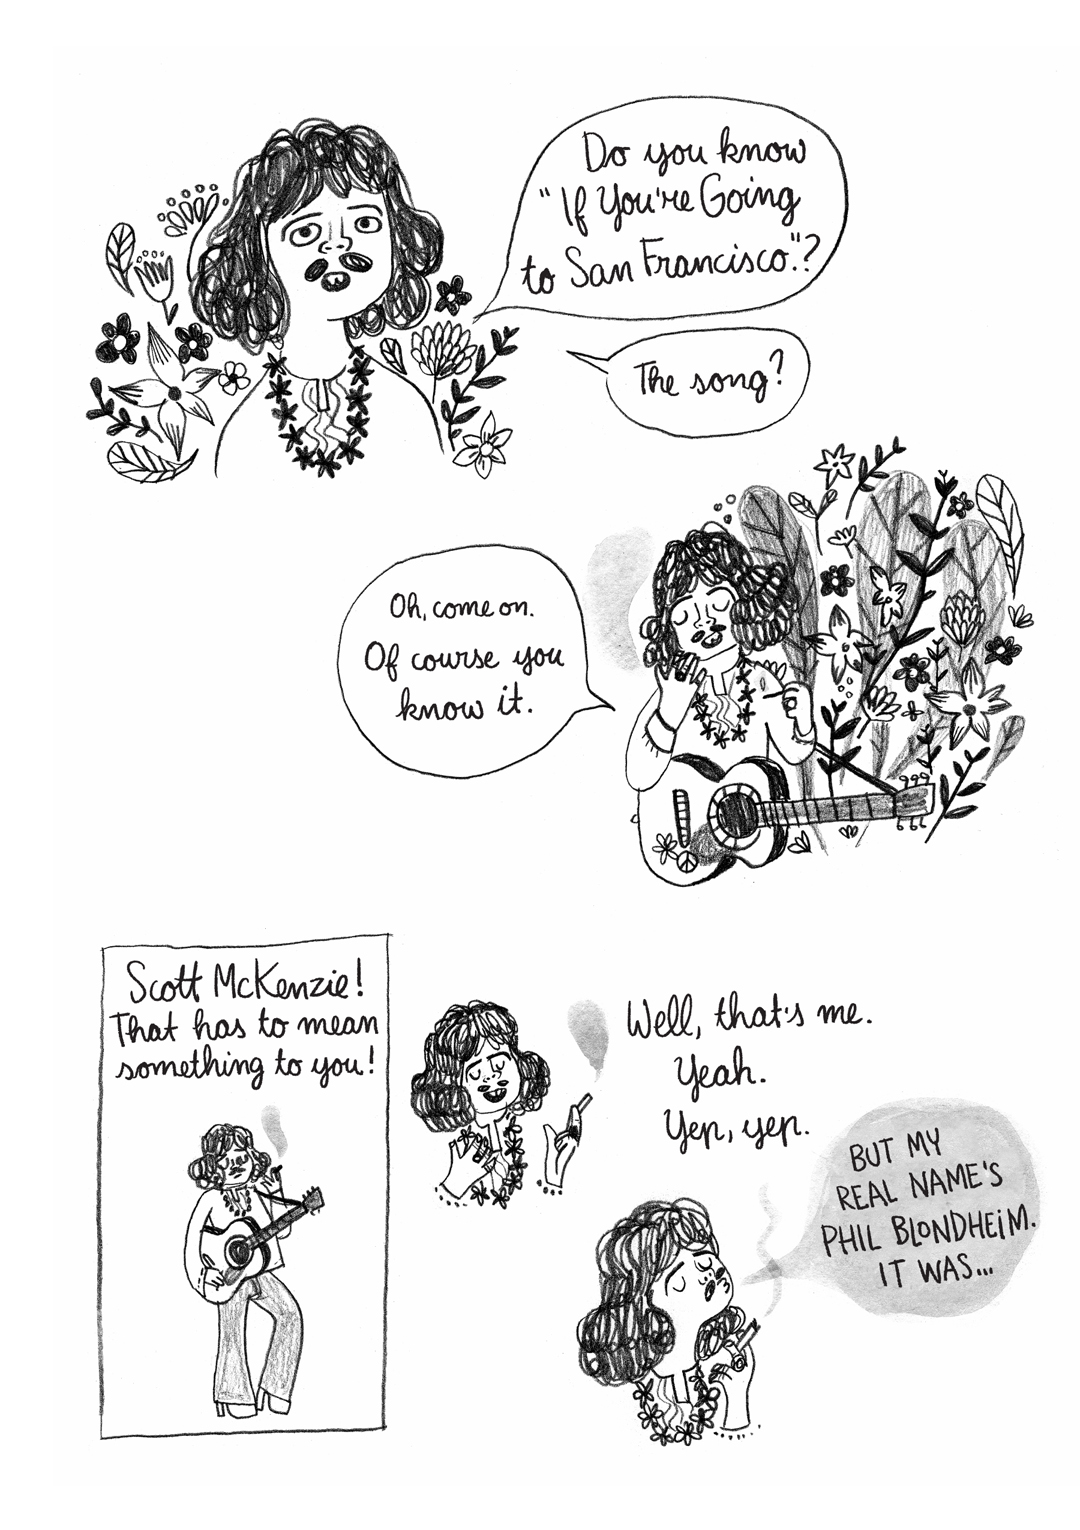 Do you know
"If You're Going
to San Francisco."?
The song?
Oh, come on.
Of course you
know it.
Scott McKenzie!
That has to mean
something to you!
Well, that's me.
Yeah.
Yep, yep.
BUT MY
REAL NAME'S
PHIL BLONDHEIM.
IT WAS...